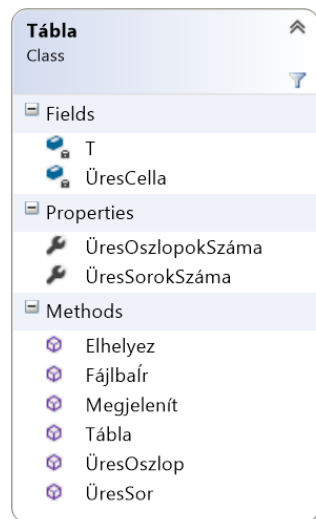 Tábla
Class
Fields
T
ÜresCella
Properties
ÜresOszlopokSzáma
ÜresSorokSzáma
Methods
Elhelyez
FájlbaÍr
Megjelenít
Tábla
ÜresOszlop
ÜresSor